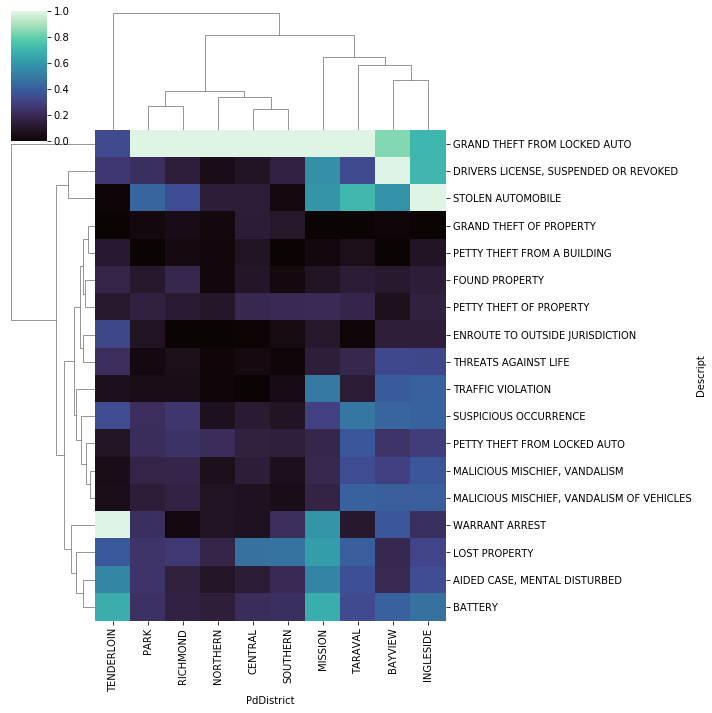 1.0
0.8
0.6
0.4
0.2
0.0
GRAND THEFT FROM LOCKED AUTO
DRIVERS LICENSE, SUSPENDED OR REVOKED
STOLEN AUTOMOBILE
GRAND THEFT OF PROPERTY
PETTY THEFT FROM A BUILDING
FOUND PROPERTY
PETTY THEFT OF PROPERTY
ENROUTE TO OUTSIDE JURISDICTION
THREATS AGAINST LIFE
TRAFFIC VIOLATION
SUSPICIOUS OCCURRENCE
PETTY THEFT FROM LOCKED AUTO
MALICIOUS MISCHIEF, VANDALISM
MALICIOUS MISCHIEF, VANDALISM OF VEHICLES
WARRANT ARREST
LOST PROPERTY
AIDED CASE, MENTAL DISTURBED
BATTERY
Descript
TENDERLOIN
PARK
RICHMOND
NORTHERN
CENTRAL
SOUTHERN
MISSION
TARAVAL
BAYVIEW
INGLESIDE
PdDistrict